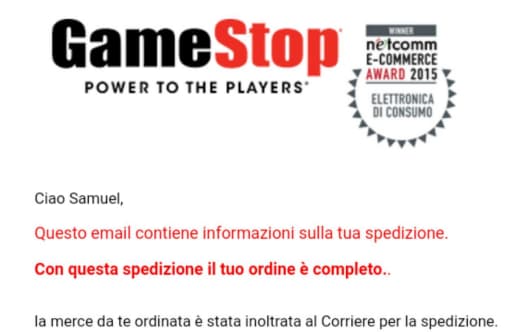 GameStop
POWER TO THE PLAYERS®
WINNER
netcomm
E-COMMERCE
AWARD 2015
ELETTRONICA
DI CONSUMO
Ciao Samuel,
Questo email contiene informazioni sulla tua spedizione.
Con questa spedizione il tuo ordine è completo..
la merce da te ordinata è stata inoltrata al Corriere per la spedizione.